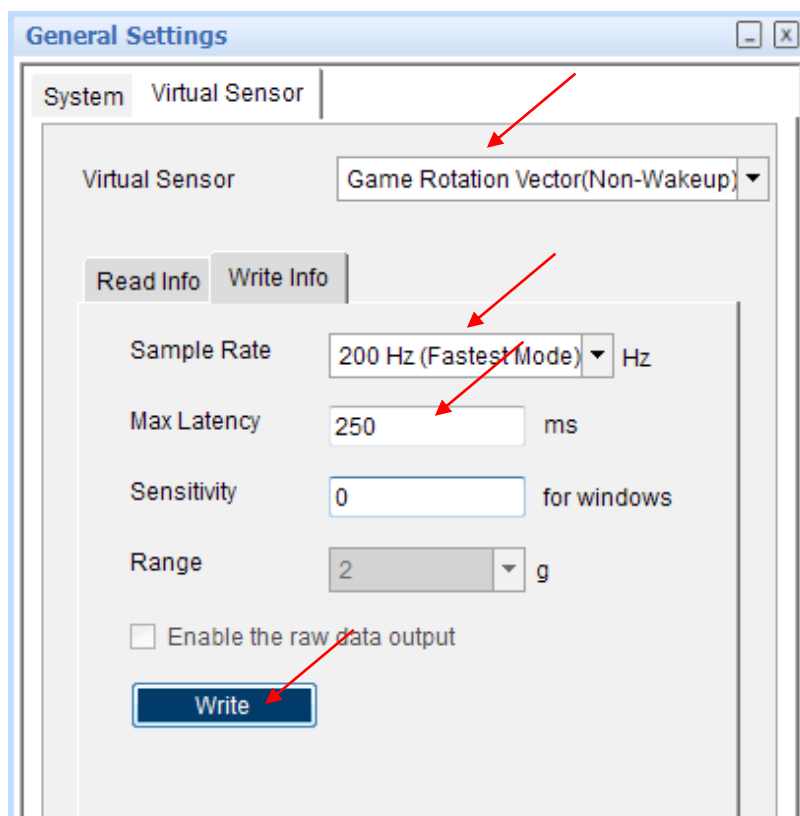 General Settings
System Virtual Sensor
Virtual Sensor Game Rotation Vector(Non-Wakeup)
Read Info Write Info
Sample Rate 200 Hz (Fastest Mode) Hz
Max Latency 250 ms
Sensitivity 0 for windows
Range 2 g
Enable the raw data output
Write